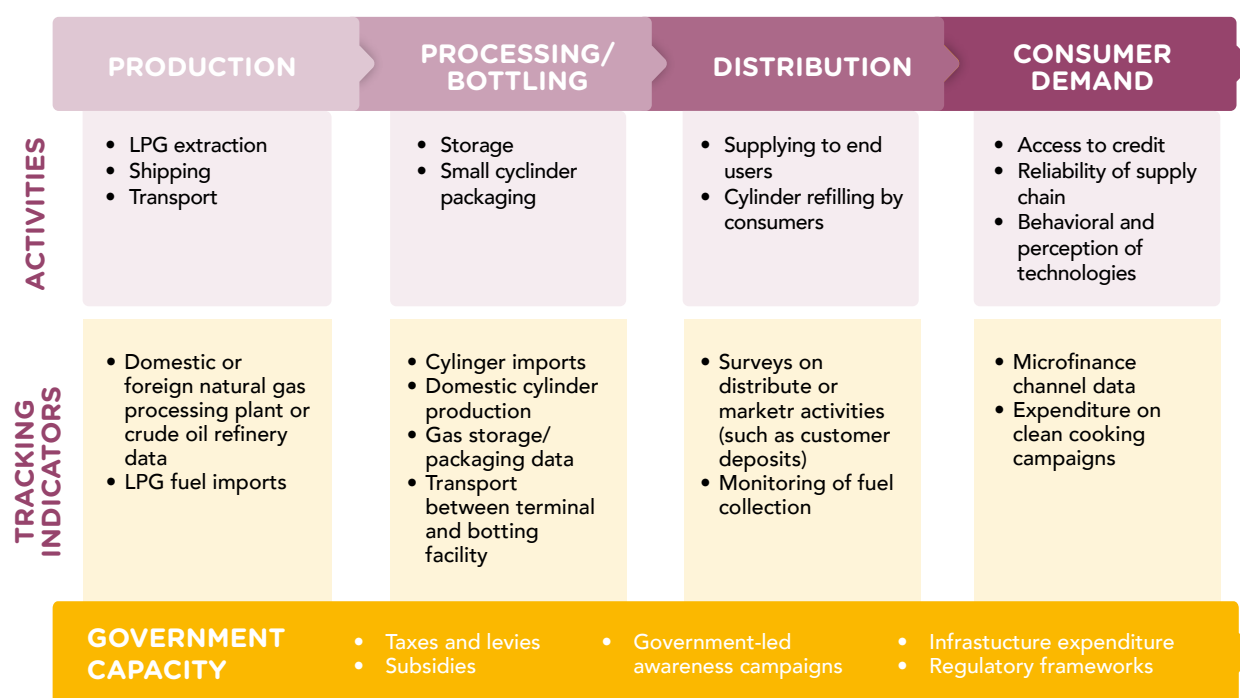 PRODUCTION
PROCESSING/
BOTTLING
DISTRIBUTION
CONSUMER
DEMAND
ACTIVITIES
• LPG extraction
• Shipping
• Transport
• Storage
• Small cyclinder
packaging
• Supplying to end
users
• Cylinder refilling by
consumers
• Access to credit
• Reliability of supply
chain
• Behavioral and
perception of
technologies
TRACKING
INDICATORS
• Domestic or
foreign natural gas
processing plant or
crude oil refinery
data
• LPG fuel imports
• Cylinger imports
• Domestic cylinder
production
• Gas storage/
packaging data
• Transport
between terminal
and botting
facility
• Surveys on
distribute or
marketr activities
(such as customer
deposits)
• Monitoring of fuel
collection
• Microfinance
channel data
• Expenditure on
clean cooking
campaigns
GOVERNMENT
CAPACITY
• Taxes and levies
• Subsidies
• Government-led
awareness campaigns
• Infrastucture expenditure
• Regulatory frameworks